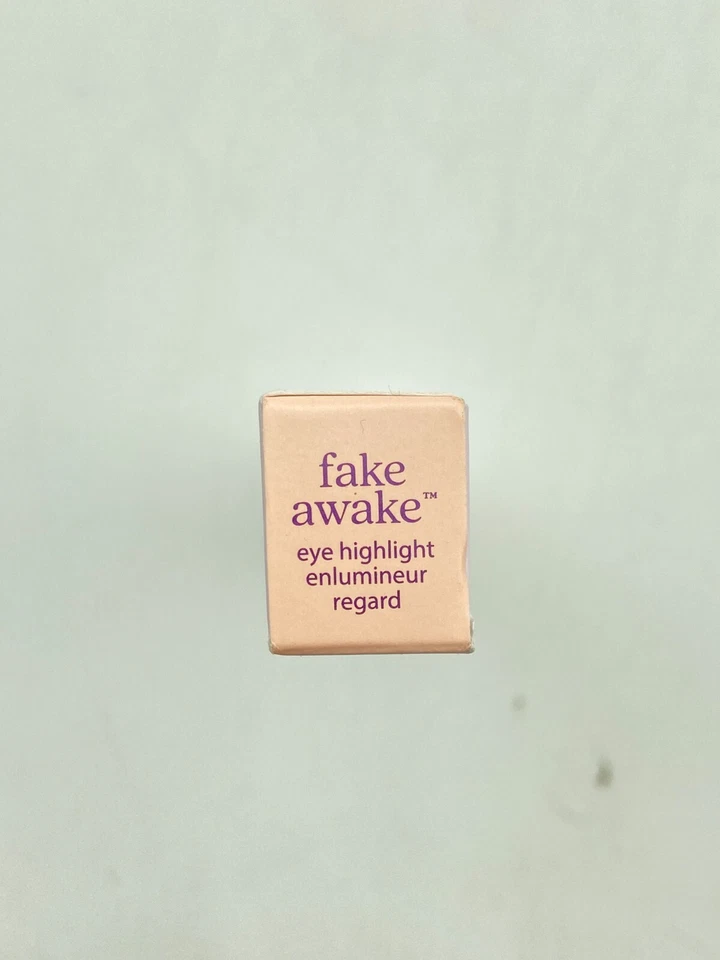 fake
awake™
eye highlight
enlumineur
regard